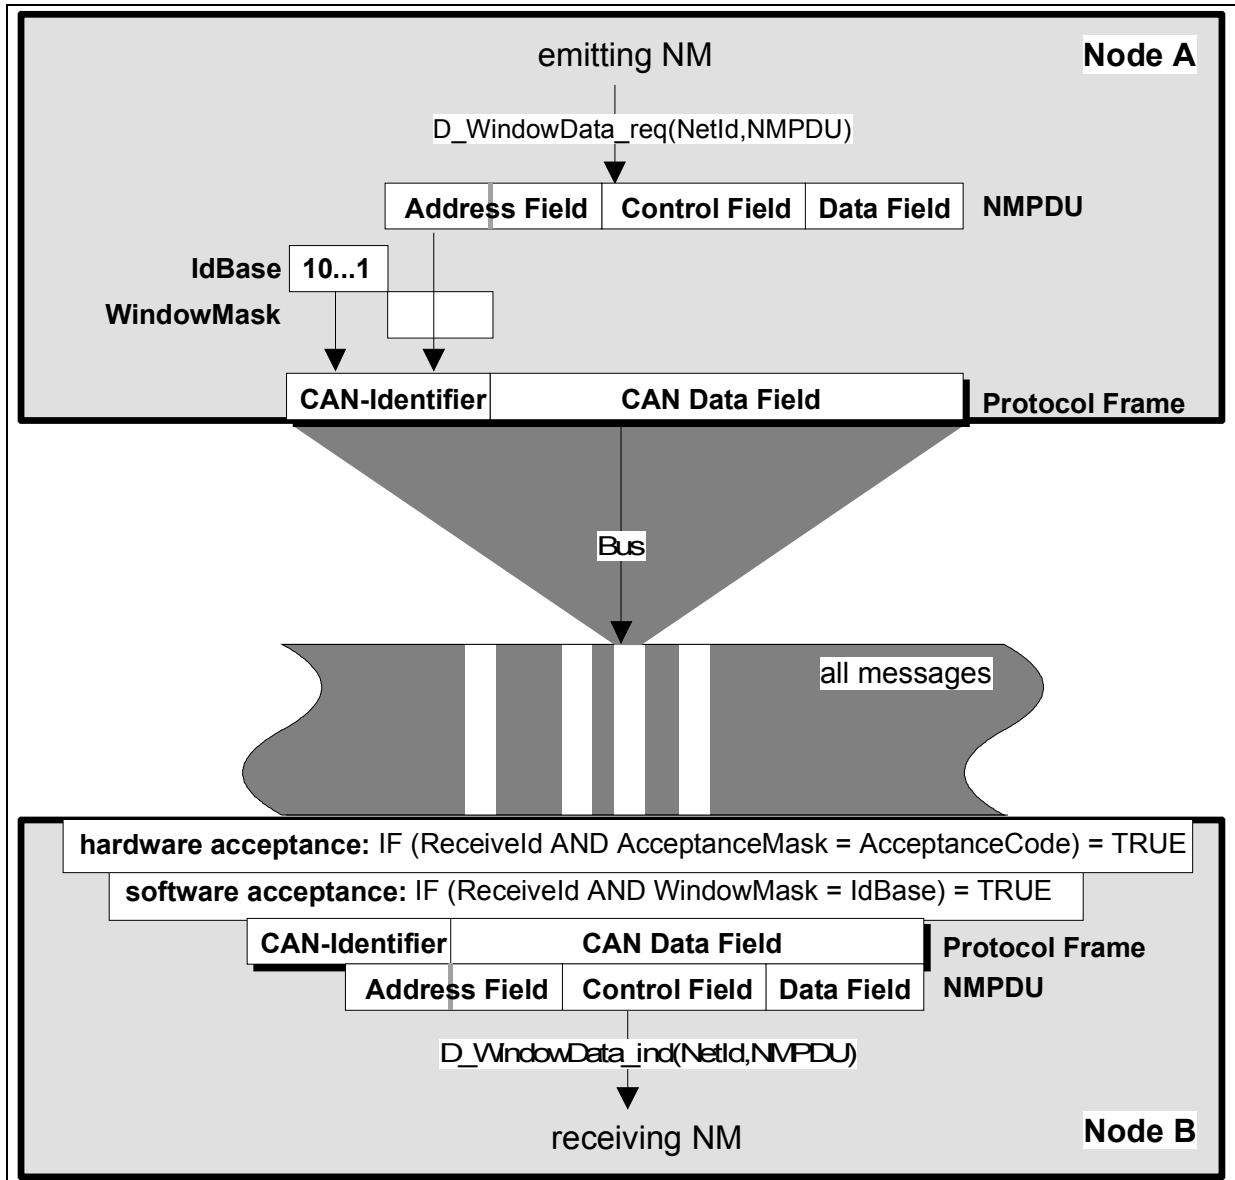 emitting NM
Node A
D_WindowData_req(NetId,NMPDU)
Address Field Control Field Data Field NMPDU
IdBase 10...1
WindowMask
CAN-Identifier CAN Data Field Protocol Frame
Bus
all messages
hardware acceptance: IF (ReceiveId AND AcceptanceMask = AcceptanceCode) = TRUE
software acceptance: IF (ReceiveId AND WindowMask = IdBase) = TRUE
CAN-Identifier CAN Data Field Protocol Frame
Address Field Control Field Data Field NMPDU
D_WindowData_ind(NetId,NMPDU)
receiving NM
Node B